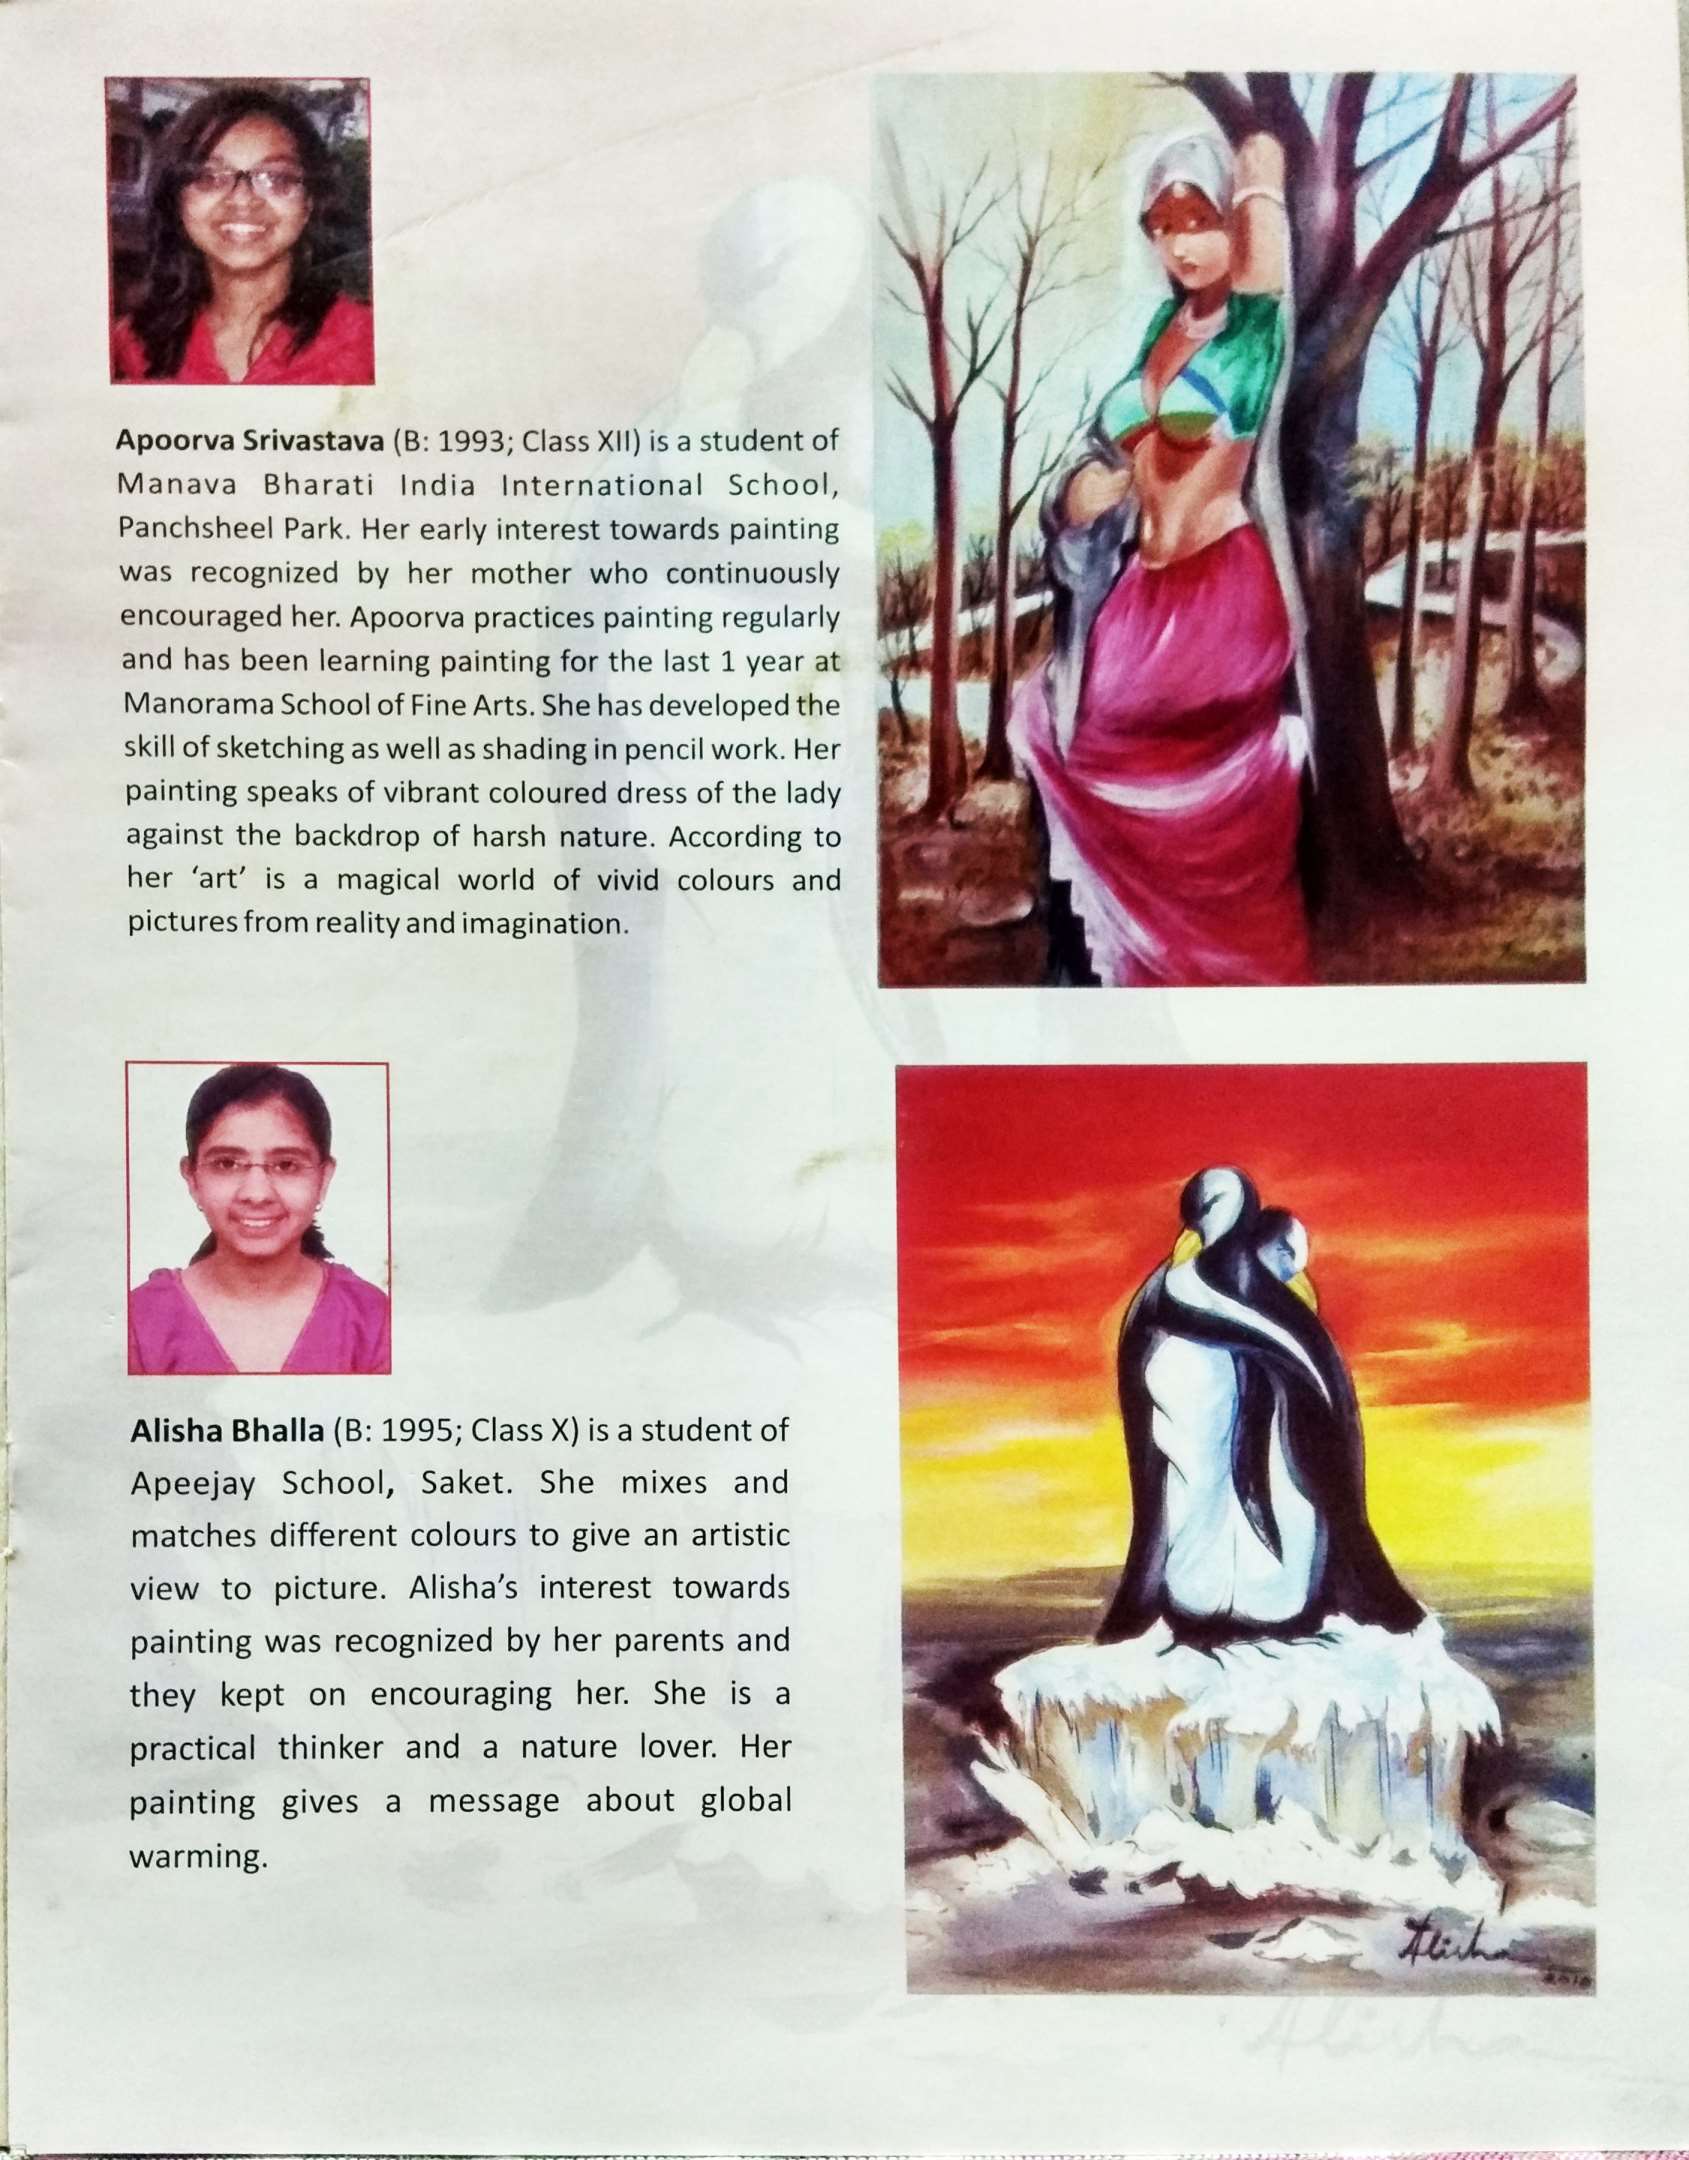 Apoorva Srivastava (B: 1993; Class XII) is a student of
Manava Bharati India International School,
Panchsheel Park. Her early interest towards painting
was recognized by her mother who continuously
encouraged her. Apoorva practices painting regularly
and has been learning painting for the last 1 year at
Manorama School of Fine Arts. She has developed the
skill of sketching as well as shading in pencil work. Her
painting speaks of vibrant coloured dress of the lady
against the backdrop of harsh nature. According to
her ‘art’ is a magical world of vivid colours and
pictures from reality and imagination.
Alisha Bhalla (B: 1995; Class X) is a student of
Apeejay School, Saket. She mixes and
matches different colours to give an artistic
view to picture. Alisha’s interest towards
painting was recognized by her parents and
they kept on encouraging her. She is a
practical thinker and a nature lover. Her
painting gives a message about global
warming.
Alisha
2010
Alisha